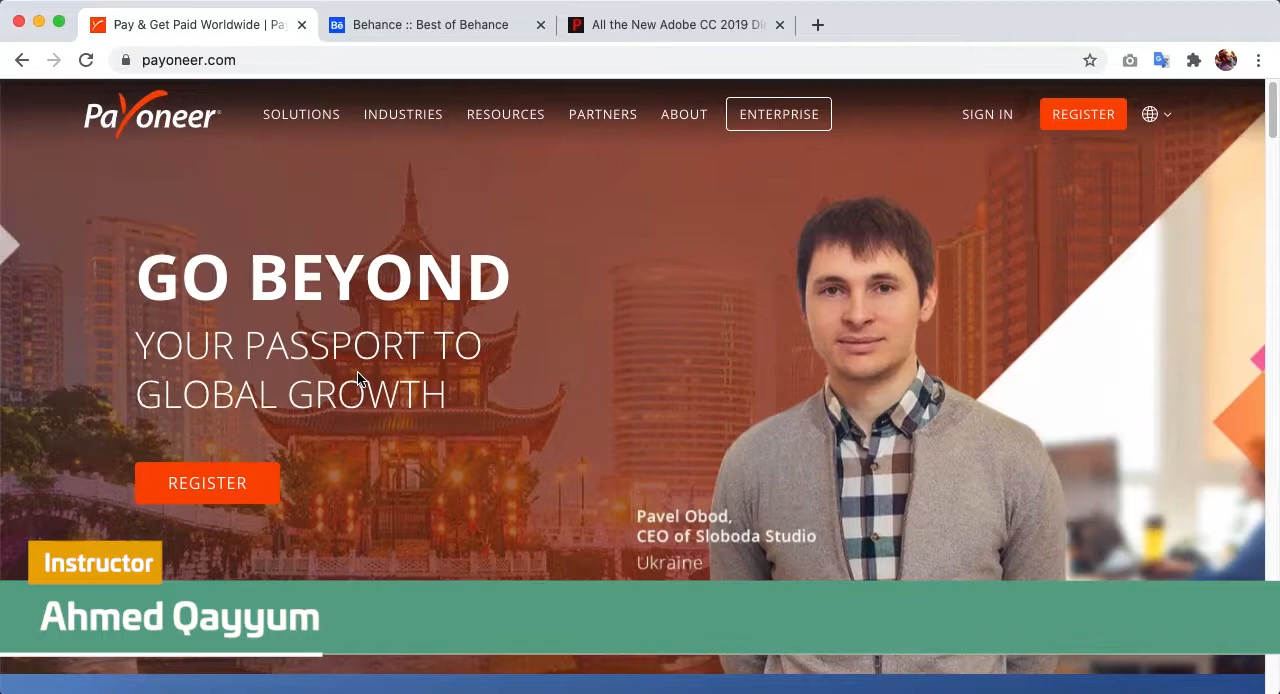 Pay & Get Paid Worldwide | Pay
Behance :: Best of Behance
All the New Adobe CC 2019 Di
payoneer.com
Payoneer
SOLUTIONS
INDUSTRIES
RESOURCES
PARTNERS
ABOUT
ENTERPRISE
SIGN IN
REGISTER
GO BEYOND
YOUR PASSPORT TO
GLOBAL GROWTH
REGISTER
Pavel Obod,
CEO of Sloboda Studio
Ukraine
Instructor
Ahmed Qayyum